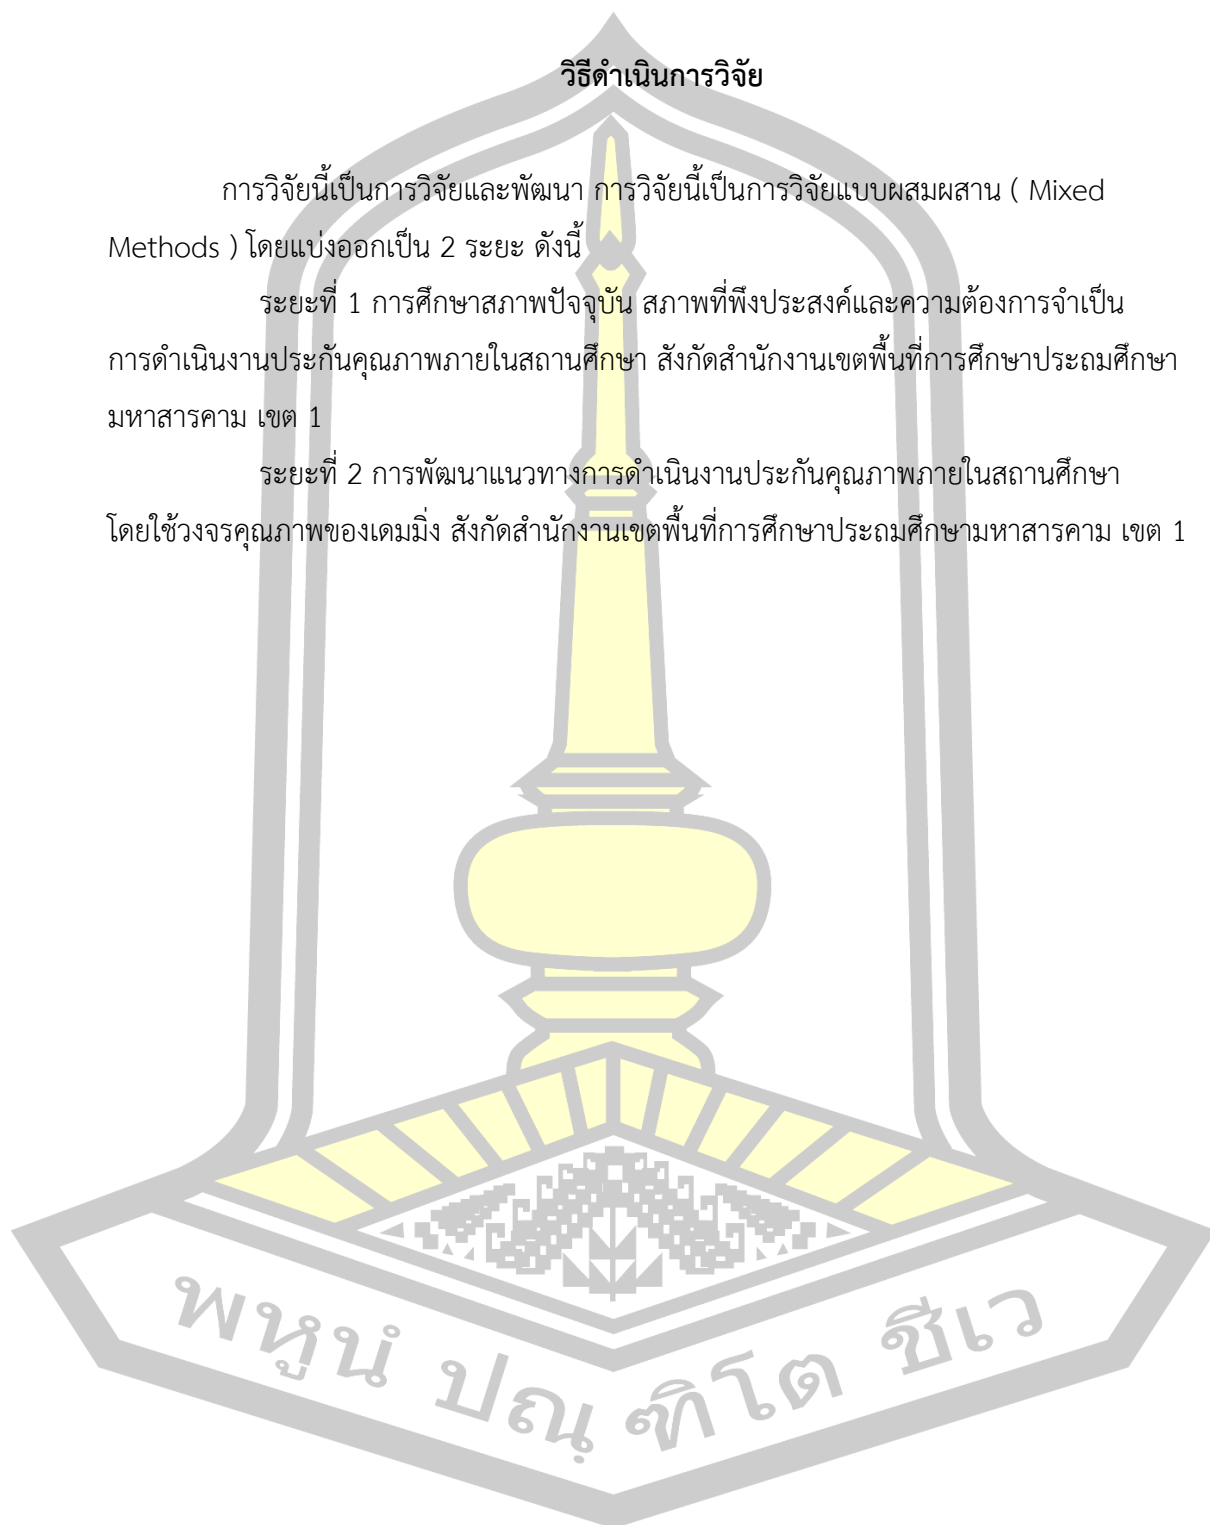 วิธีดำเนินการวิจัย
การวิจัยนี้เป็นการวิจัยและพัฒนา การวิจัยนี้เป็นการวิจัยแบบผสมผสาน ( Mixed
Methods ) โดยแบ่งออกเป็น 2 ระยะ ดังนี้
ระยะที่ 1 การศึกษาสภาพปัจจุบัน สภาพที่พึงประสงค์และความต้องการจำเป็น
การดำเนินงานประกันคุณภาพภายในสถานศึกษา สังกัดสำนักงานเขตพื้นที่การศึกษาประถมศึกษา
มหาสารคาม เขต 1
ระยะที่ 2 การพัฒนาแนวทางการดำเนินงานประกันคุณภาพภายในสถานศึกษา
โดยใช้วงจรคุณภาพของเดมมิ่ง สังกัดสำนักงานเขตพื้นที่การศึกษาประถมศึกษามหาสารคาม เขต 1
พหูนํ ปณฺฑิโต ชีเว